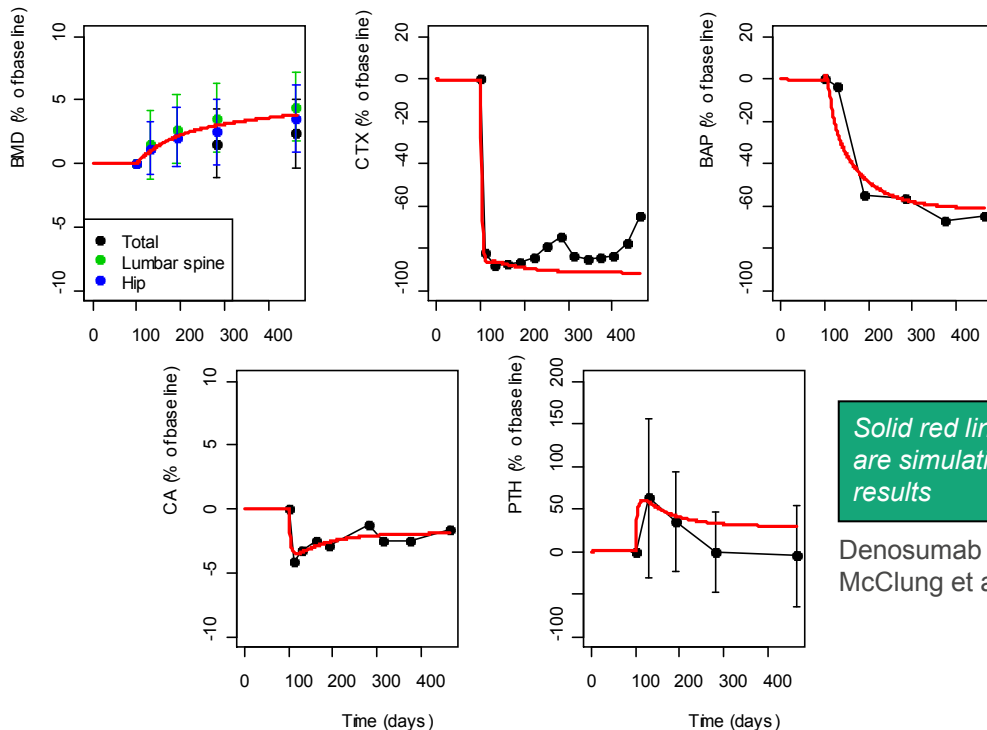 BMD (% of baseline)
10
5
0
-5
-10
Total
Lumbar spine
Hip
0 100 200 300 400
CTX (% of baseline)
20
0
-20
-40
-60
-80
-100
0 100 200 300 400
BAP (% of baseline)
20
0
-20
-40
-60
-80
-100
0 100 200 300 400
CA (% of baseline)
10
5
0
-5
-10
0 100 200 300 400
Time (days)
PTH (% of baseline)
200
150
100
50
0
-100
0 100 200 300 400
Time (days)
Solid red lin
are simulati
results
Denosumab
McClung et a